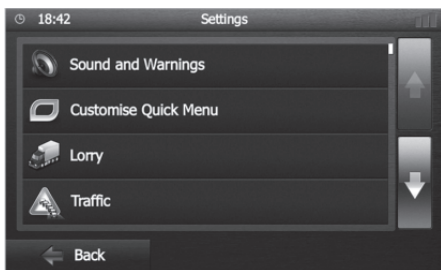 18:42 Settings
Sound and Warnings
Customise Quick Menu
Lorry
Traffic
Back